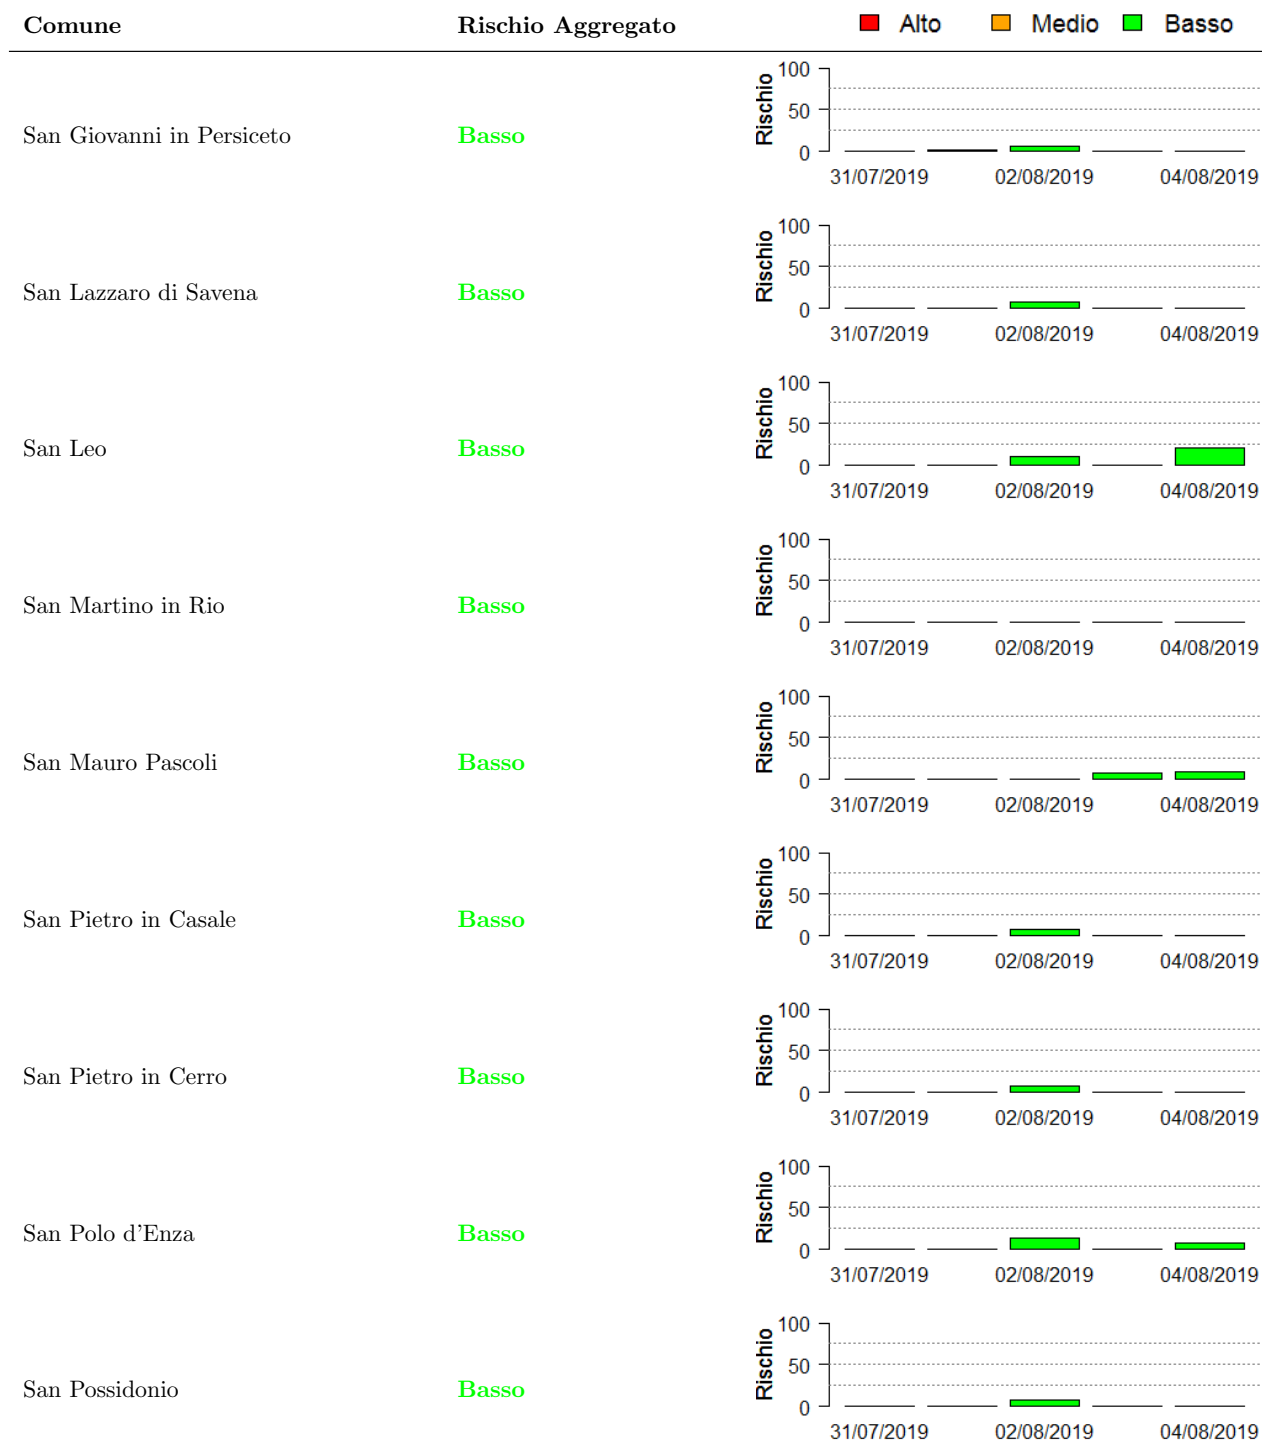 Comune Rischio Aggregato Alto Medio Basso
San Giovanni in Persiceto Basso
Rischio
100
50
0
31/07/2019 02/08/2019 04/08/2019
San Lazzaro di Savena Basso
Rischio
100
50
0
31/07/2019 02/08/2019 04/08/2019
San Leo Basso
Rischio
100
50
0
31/07/2019 02/08/2019 04/08/2019
San Martino in Rio Basso
Rischio
100
50
0
31/07/2019 02/08/2019 04/08/2019
San Mauro Pascoli Basso
Rischio
100
50
0
31/07/2019 02/08/2019 04/08/2019
San Pietro in Casale Basso
Rischio
100
50
0
31/07/2019 02/08/2019 04/08/2019
San Pietro in Cerro Basso
Rischio
100
50
0
31/07/2019 02/08/2019 04/08/2019
San Polo d'Enza Basso
Rischio
100
50
0
31/07/2019 02/08/2019 04/08/2019
San Possidonio Basso
Rischio
100
50
0
31/07/2019 02/08/2019 04/08/2019